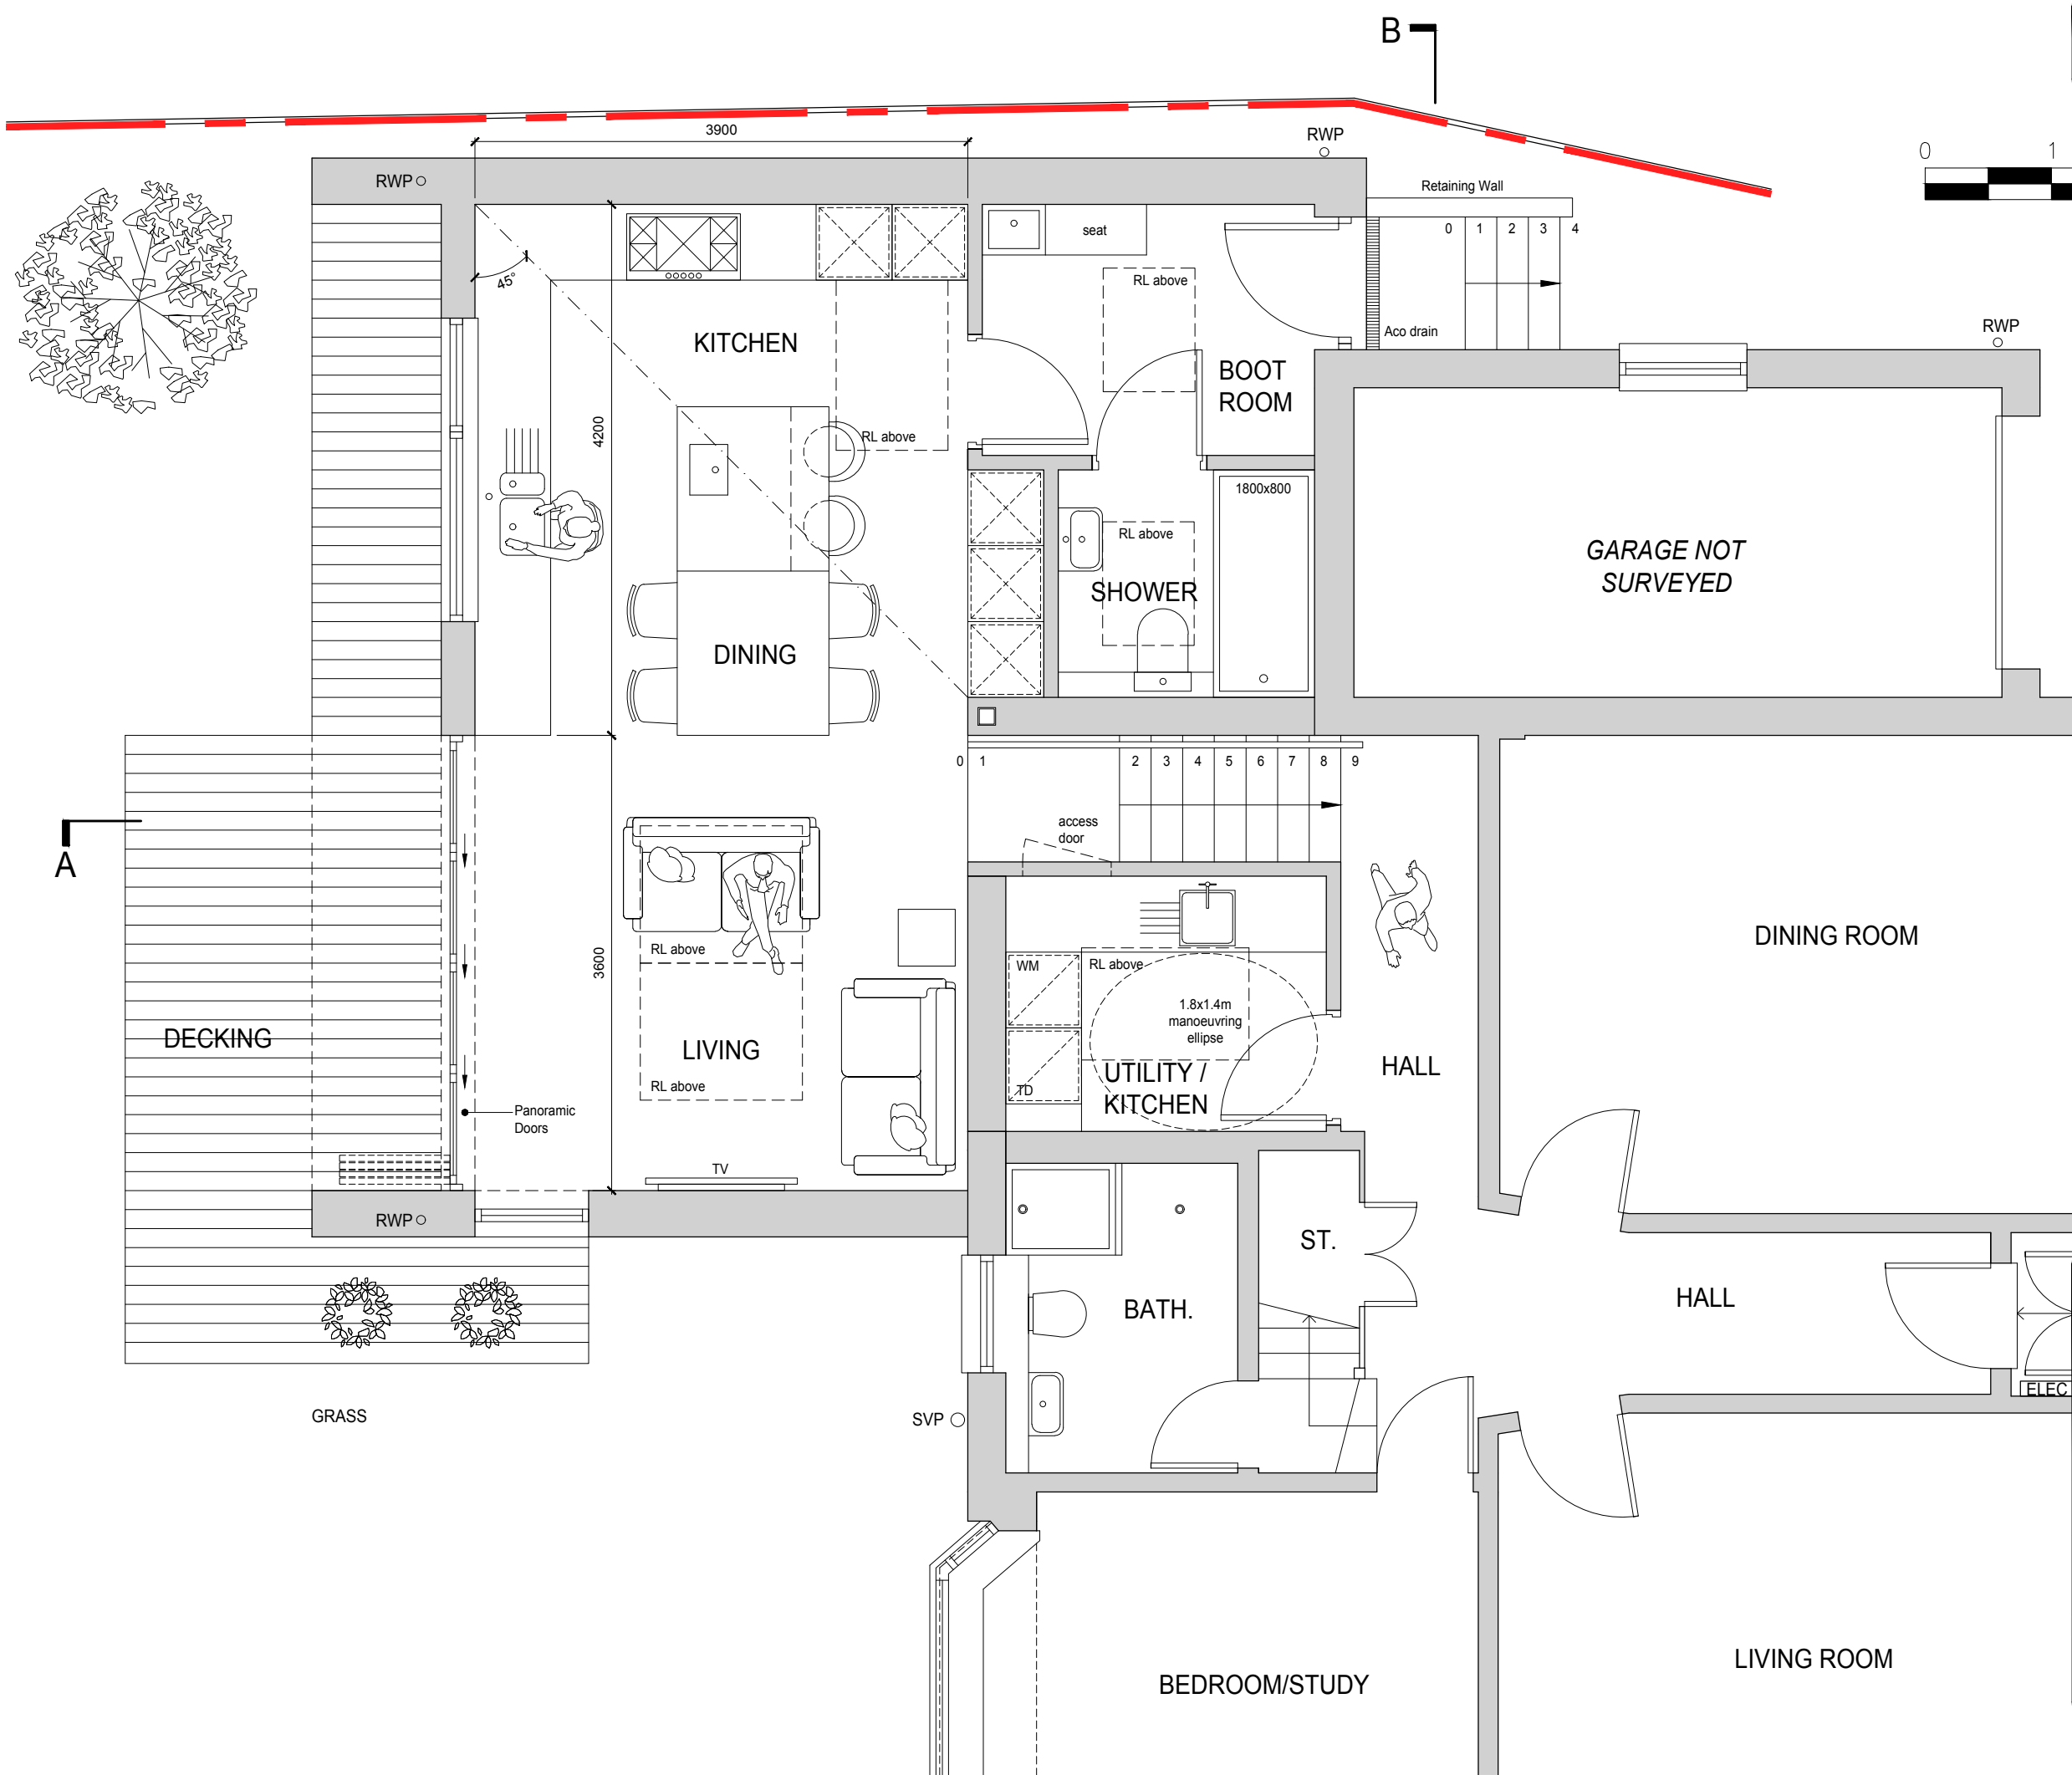 B
3900
RWP
0 1
RWP
Retaining Wall
seat
0 1 2 3 4
45°
RL above
Aco drain
RWP
KITCHEN
BOOT
ROOM
4200
RL above
1800x800
RL above
SHOWER
GARAGE NOT
SURVEYED
DINING
0 1 2 3 4 5 6 7 8 9
access
door
A
3600
RL above
WM
RL above
1.8x1.4m
manoeuvring
ellipse
DINING ROOM
DECKING
LIVING
RL above
TD
UTILITY /
KITCHEN
HALL
Panoramic
Doors
TV
RWP
ST.
BATH.
HALL
ELEC
GRASS
SVP
BEDROOM/STUDY
LIVING ROOM